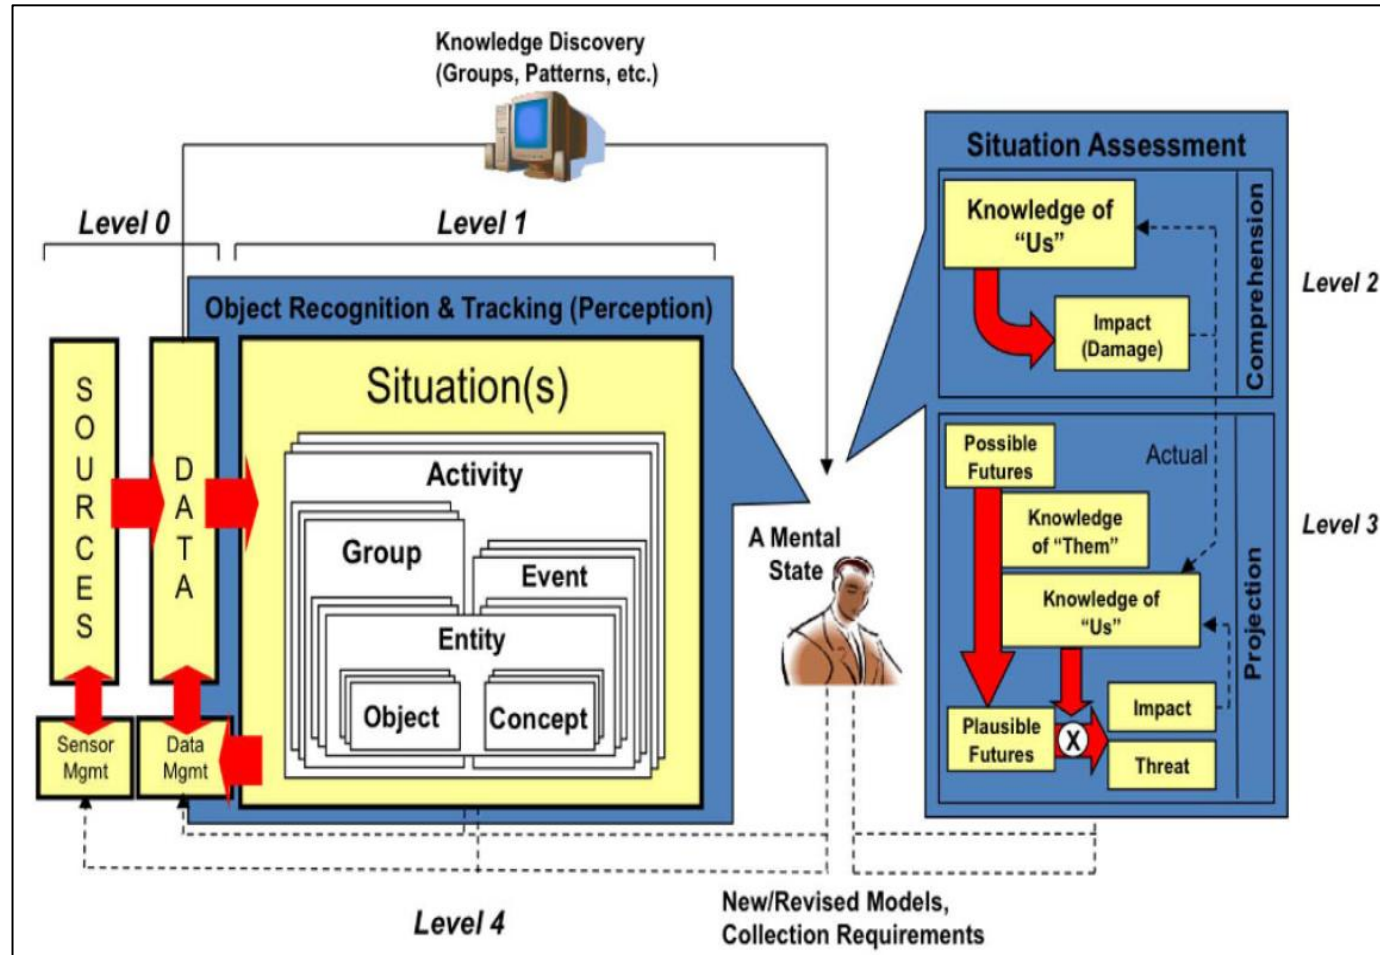 Knowledge Discovery
(Groups, Patterns, etc.)
Level 0
Level 1
Object Recognition & Tracking (Perception)
SOURCES
DATA
Situation(s)
Activity
Group
Event
Entity
Object
Concept
Sensor
Mgmt
Data
Mgmt
A Mental
State
Situation Assessment
Knowledge of
“Us”
Impact
(Damage)
Comprehension
Level 2
Possible
Futures
Actual
Knowledge
of “Them”
Knowledge of
“Us”
Plausible
Futures
X
Impact
Threat
Projection
Level 3
Level 4
New/Revised Models,
Collection Requirements